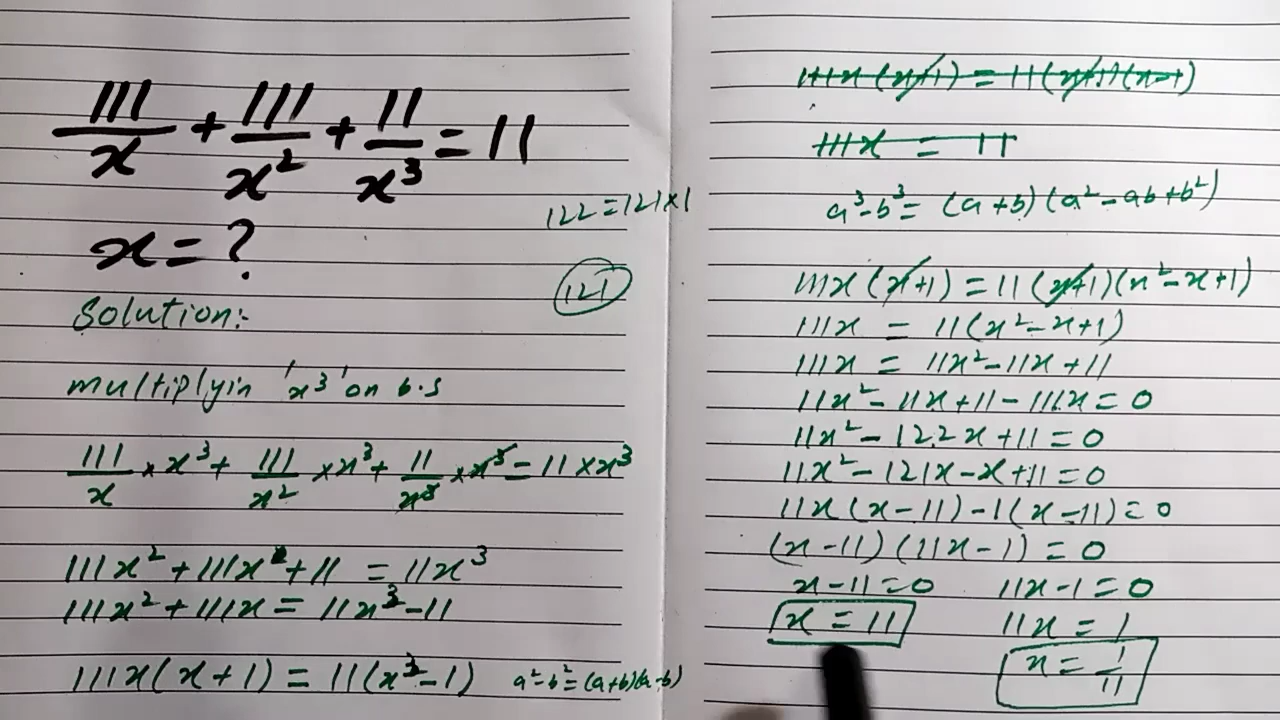 111/x + 111/x² + 11/x³ = 11
x = ?
122 = 121 × 1
121
Solution:-
multiplyin 'x³' on b.s
111/x × x³ + 111/x² × x³ + 11/x³ × x³ = 11 × x³
111x² + 111x + 11 = 11x³
111x² + 111x = 11x³ - 11
111x(x+1) = 11(x³-1)
a²-b² = (a+b)(a-b)
111x(x+1) = 11(x+1)(x-1)
111x = 11
a³-b³ = (a+b)(a²-ab+b²)
111x(x+1) = 11(x+1)(x²-x+1)
111x = 11(x²-x+1)
111x = 11x²-11x+11
11x²-11x+11-111x = 0
11x²-122x+11 = 0
11x²-121x-x+11 = 0
11x(x-11)-1(x-11) = 0
(x-11)(11x-1) = 0
x-11=0 11x-1=0
x = 11 11x = 1
x = 1/11